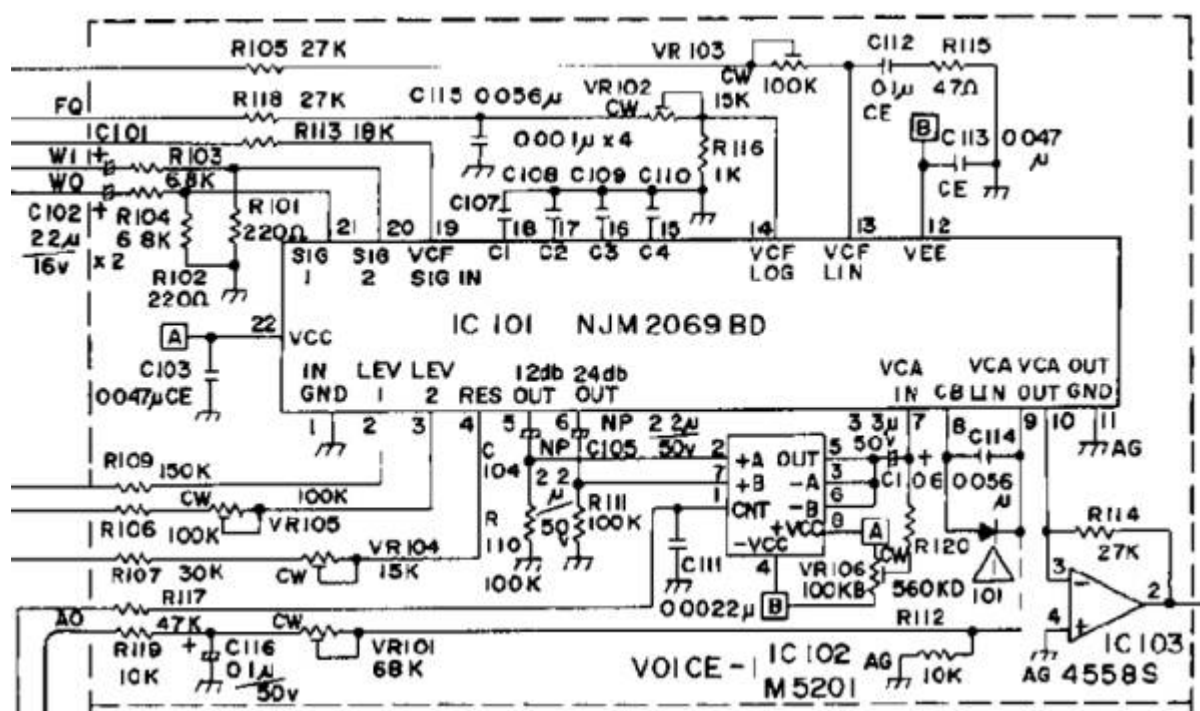 R105 27K
VR 103
CW
100K
C112
0.1μ
CE
R115
47Ω
FQ
R118 27K
C115 0.056μ
VR102
CW
15K
0.001μ x 4
B
C113 0.047
μ
CE
C101
R113 18K
R116
1K
W1 +
R103
6.8K
W0
C102
+
22μ
16v
x 2
R104
6.8K
R101
220Ω
R102
220Ω
C107
C108
C109
C110
21
20
19
18
17
16
15
14
13
12
SIG
1
SIG
2
VCF
SIG IN
C1
C2
C3
C4
VCF
LOG
VCF
LIN
VEE
IC 101 NJM2069BD
A
22
VCC
C103
0.047μCE
IN
GND
LEV
1
LEV
2
RES
12db
OUT
24db
OUT
VCA
IN
CB
VCA
LIN
VCA
OUT
OUT
GND
1
2
3
4
5
6
7
8
9
10
11
AG
R109
150K
CW
100K
VR105
R106
100K
R107
30K
CW
VR104
15K
C
104
NP
2 2
μ
50v
NP
C105
2 2μ
50v
R
110
100K
R111
100K
2
+A
7
+B
1
CNT
OUT
5
-A
3
-B
6
+VCC
8
-VCC
4
A
B
3 3μ
50v
+
C106
C114
0.056
μ
101
R120
560KD
CW
VR106
100KB
C111
0.0022μ
R114
27K
3
-
4
+
2
IC103
4558S
AG
R117
47K
A0
R119
10K
+
C116
0.1μ
50v
CW
VR101
68K
R112
10K
AG
VOICE-1
IC102
M5201